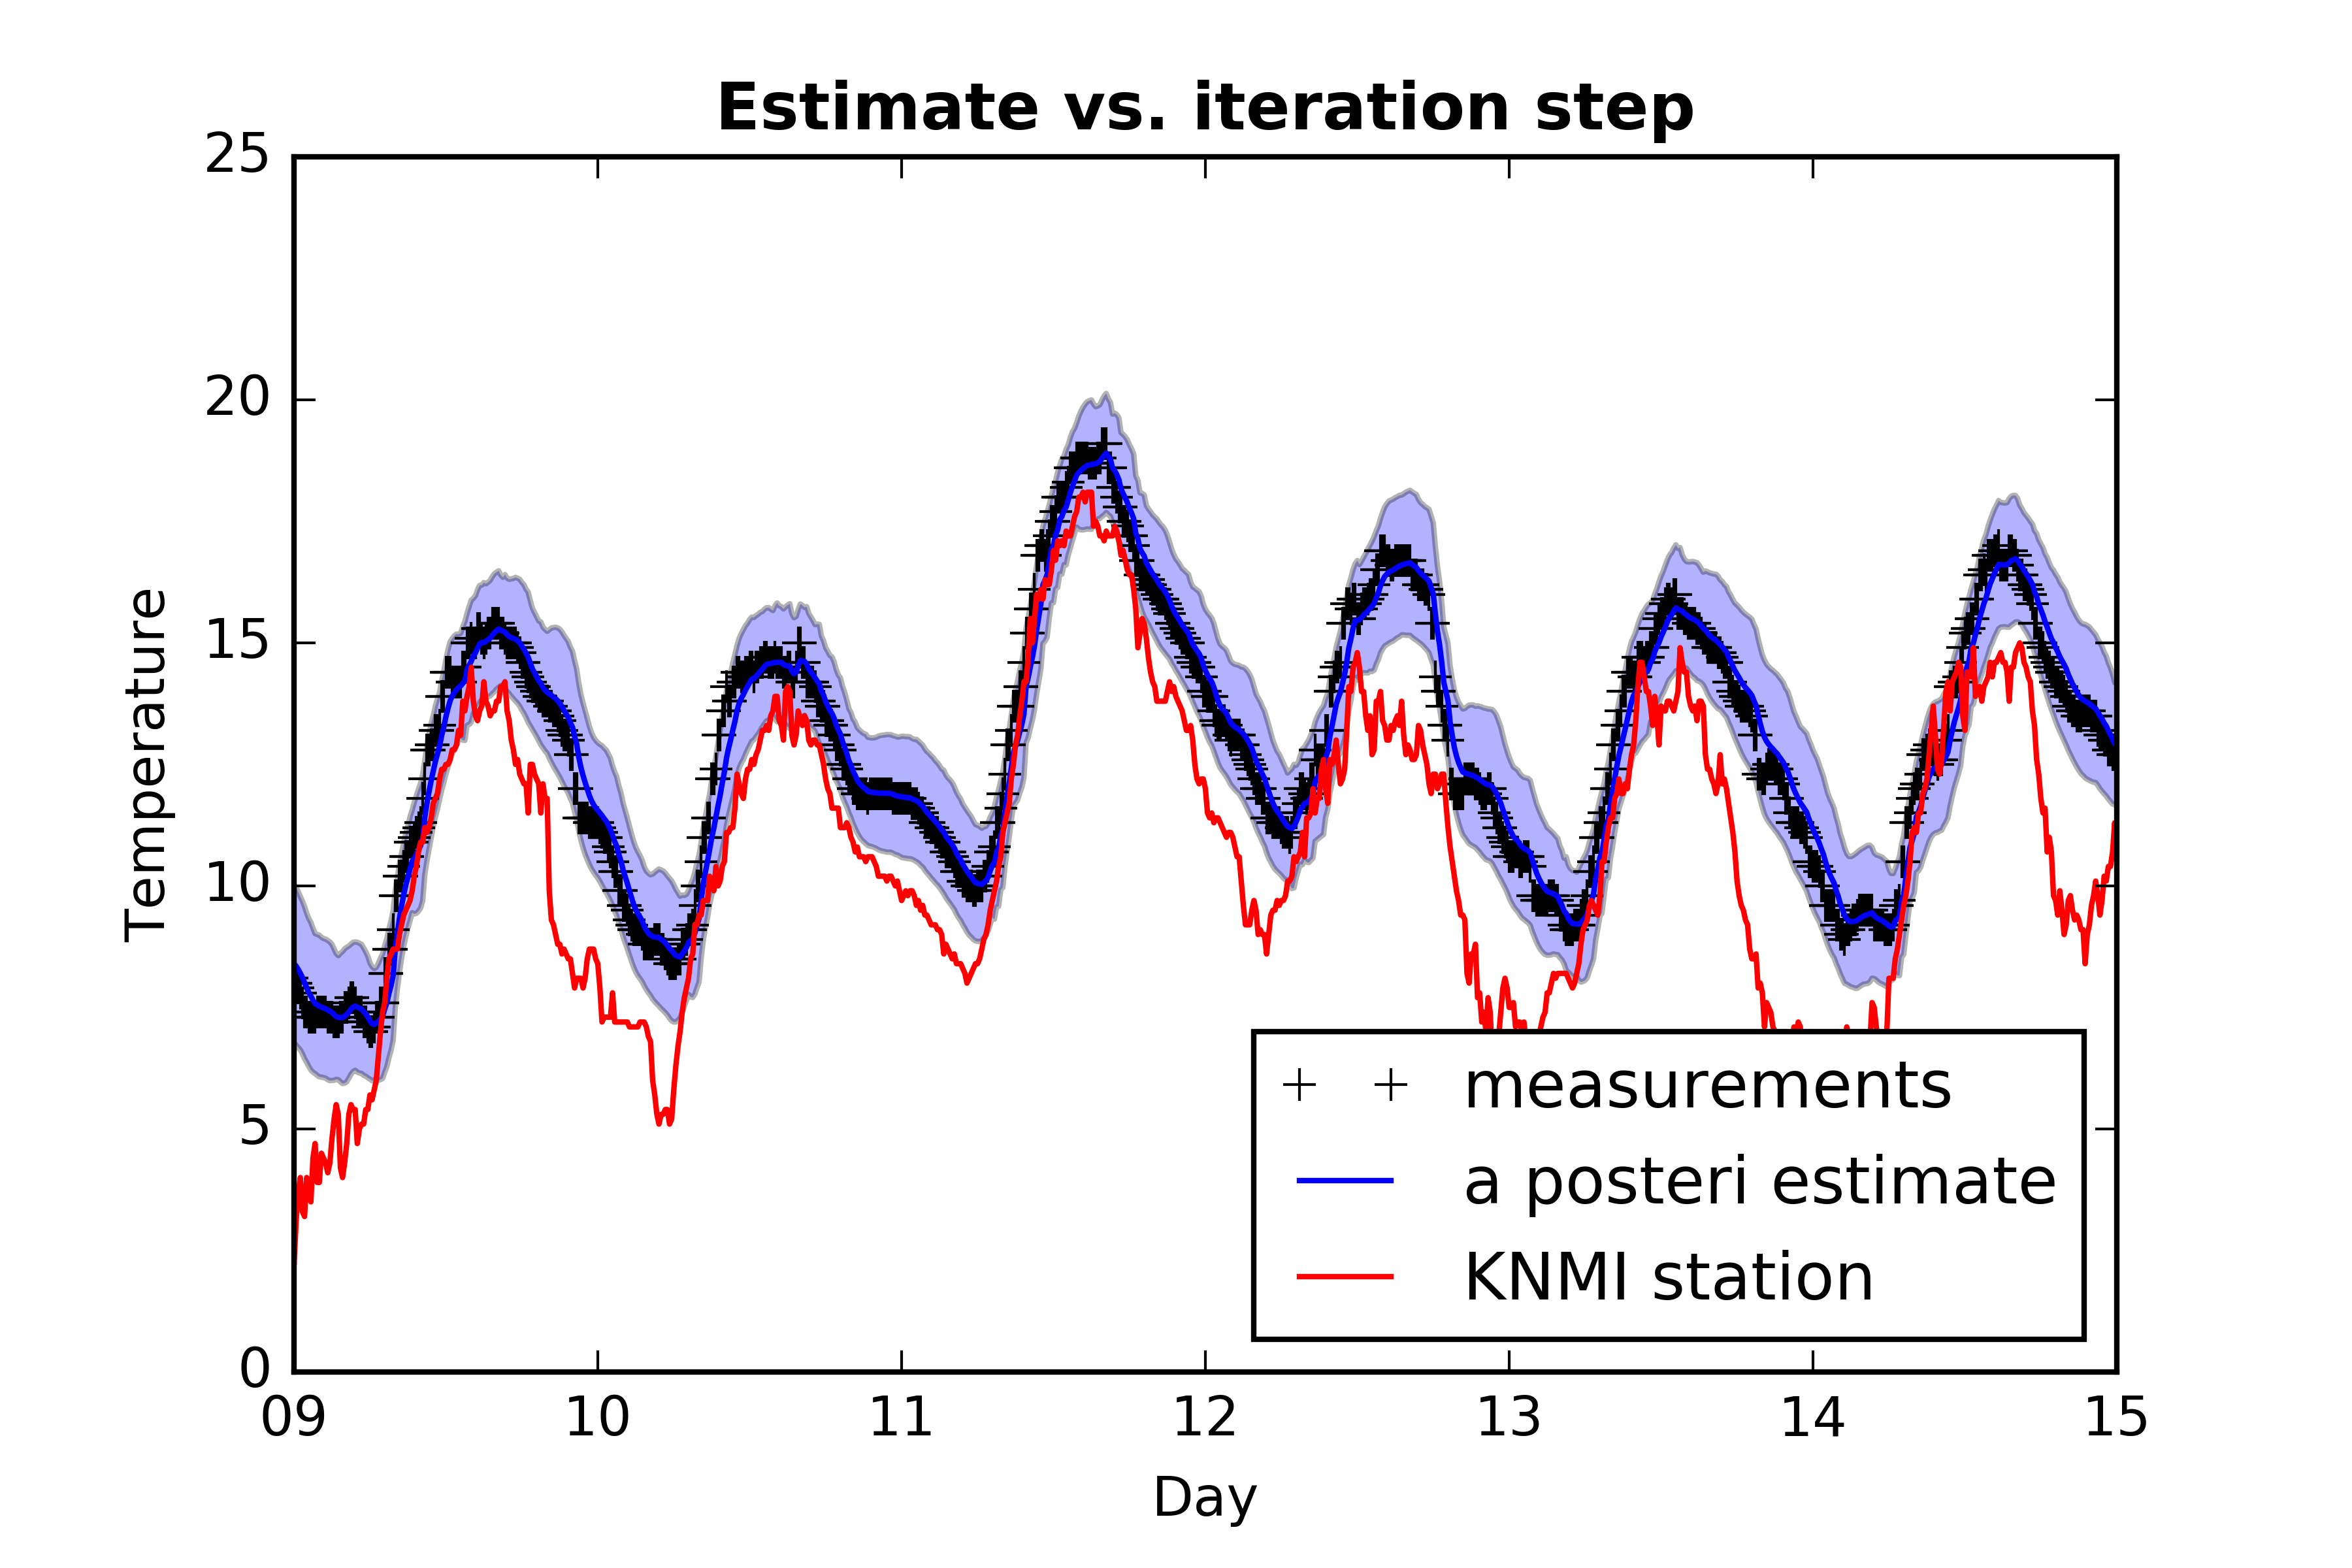 Estimate vs. iteration step
25
20
15
10
5
0
Temperature
09 10 11 12 13 14 15
Day
measurements
a posteri estimate
KNMI station